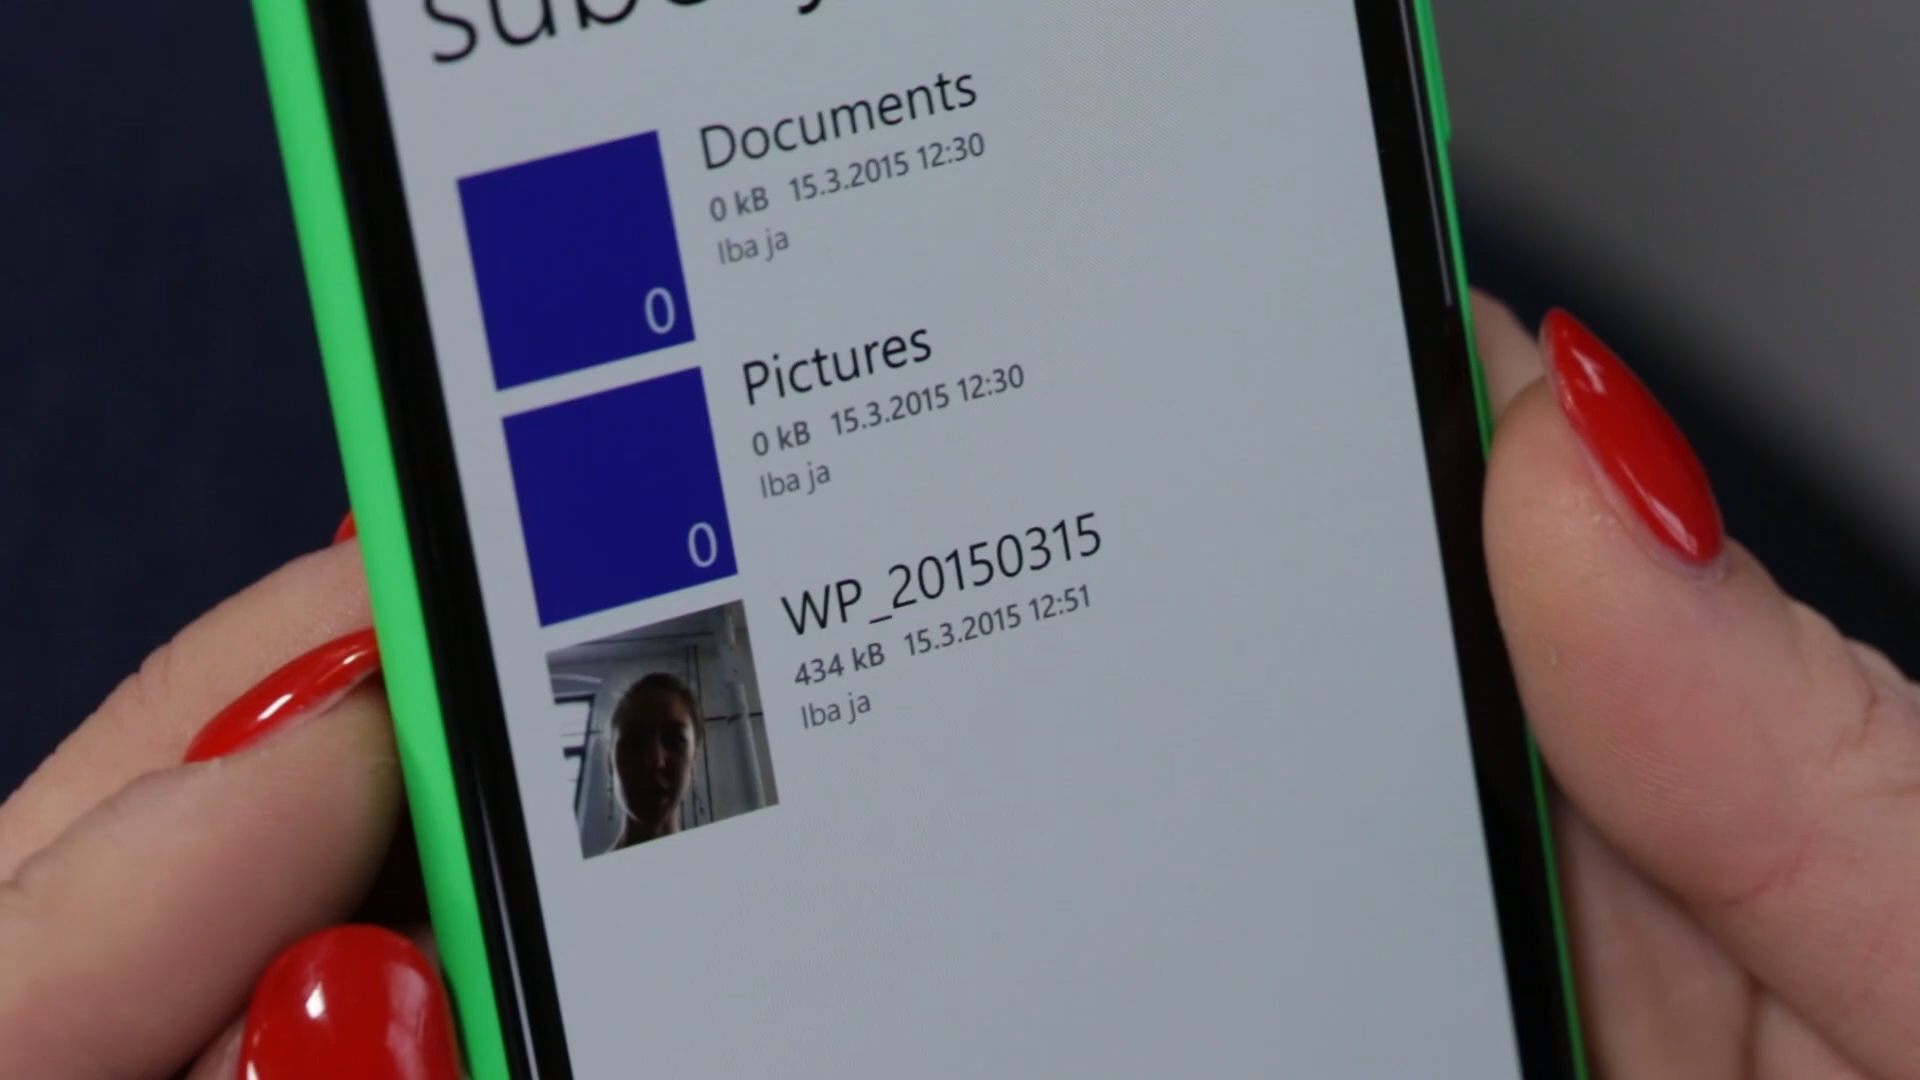 Documents
0 kB 15.3.2015 12:30
Iba ja
0
Pictures
0 kB 15.3.2015 12:30
Iba ja
0
WP_20150315
434 kB 15.3.2015 12:51
Iba ja